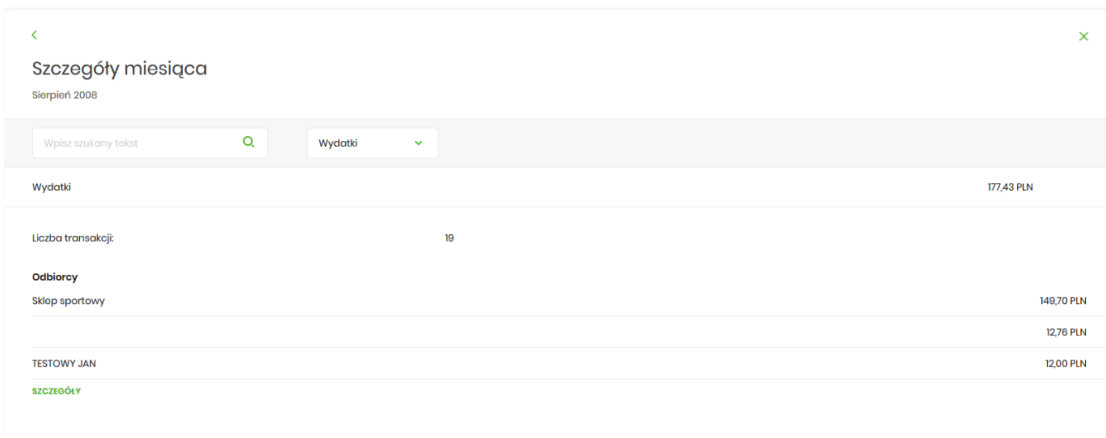 Szczegóły miesiąca
Sierpień 2008
Wpisz szukany tekst
Wydatki
Wydatki 177,43 PLN
Liczba transakcji: 19
Odbiorcy
Sklep sportowy 149,70 PLN
12,76 PLN
TESTOWY JAN 12,00 PLN
SZCZEGÓŁY